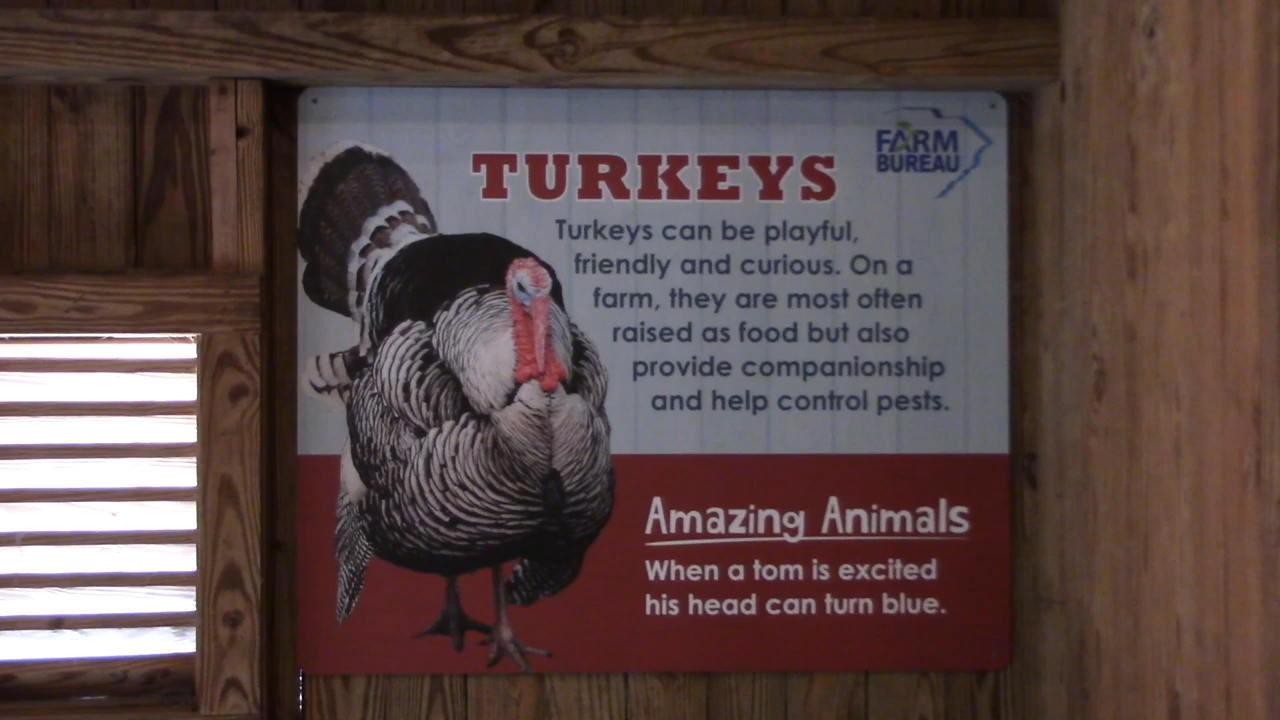 TURKEYS
FARM
BUREAU
Turkeys can be playful,
friendly and curious. On a
farm, they are most often
raised as food but also
provide companionship
and help control pests.
Amazing Animals
When a tom is excited
his head can turn blue.